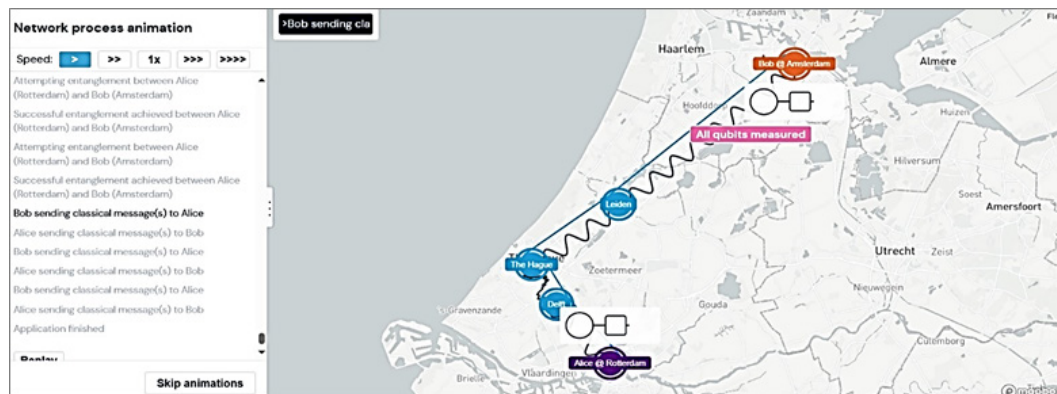 Network process animation
Speed: > >> 1x >>> >>>>
Attempting entanglement between Alice
(Rotterdam) and Bob (Amsterdam)
Successful entanglement achieved between Alice
(Rotterdam) and Bob (Amsterdam)
Attempting entanglement between Alice
(Rotterdam) and Bob (Amsterdam)
Successful entanglement achieved between Alice
(Rotterdam) and Bob (Amsterdam)
Bob sending classical message(s) to Alice
Alice sending classical message(s) to Bob
Bob sending classical message(s) to Alice
Alice sending classical message(s) to Bob
Bob sending classical message(s) to Alice
Alice sending classical message(s) to Bob
Application finished
Replay
Skip animations
>Bob sending cla
Zaandam
Haarlem
Bob @ Amsterdam
Almere
Hoofddorp
Huizen
All qubits measured
Hilversum
Soest
Amersfoort
Leiden
Utrecht
Zeist
The Hague
Zoetermeer
Nieuwegein
Delft
Gouda
's-Gravenzande
Culemborg
Alice @ Rotterdam
Vlaardingen
Brielle